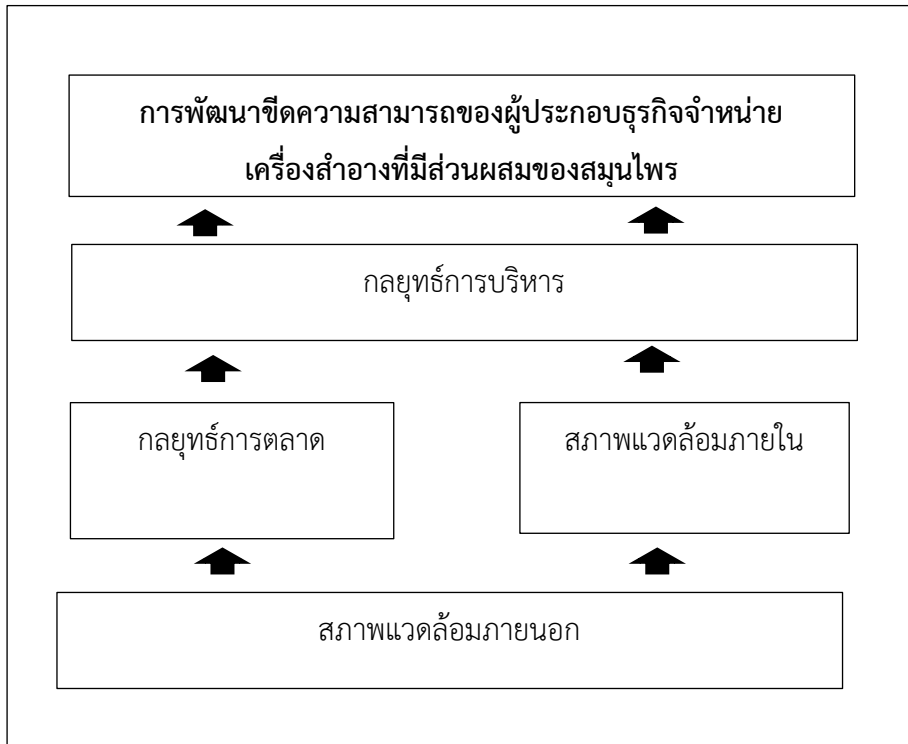 การพัฒนาขีดความสามารถของผู้ประกอบธุรกิจจำหน่าย
เครื่องสำอางที่มีส่วนผสมของสมุนไพร
กลยุทธ์การบริหาร
กลยุทธ์การตลาด
สภาพแวดล้อมภายใน
สภาพแวดล้อมภายนอก